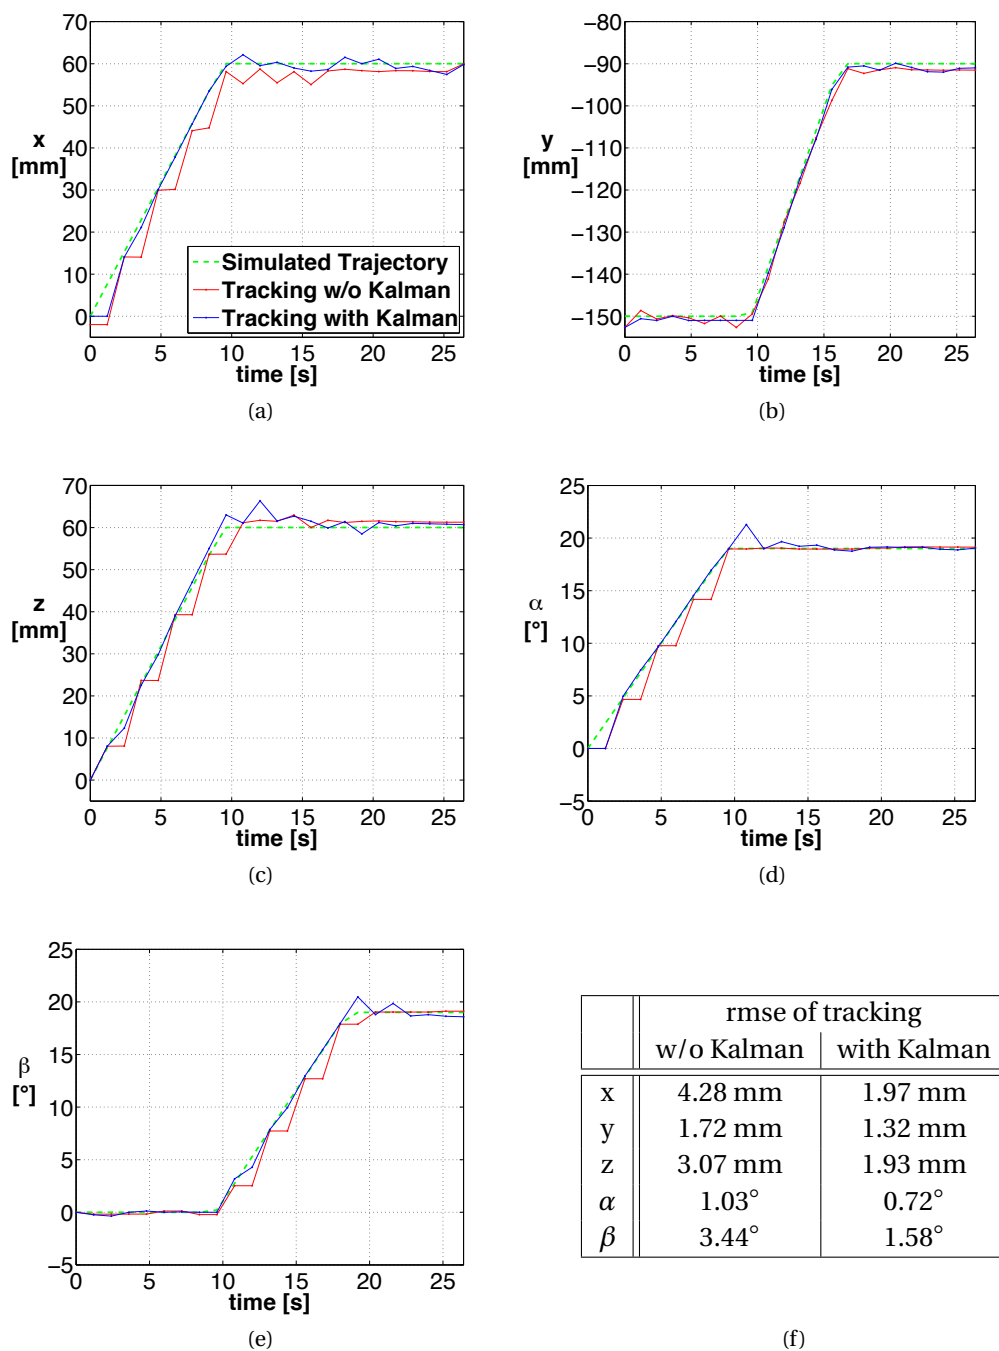 70
60
50
40
30
20
10
0
x
[mm]
Simulated Trajectory
Tracking w/o Kalman
Tracking with Kalman
0 5 10 15 20 25
time [s]
(a)
−80
−90
−100
−110
−120
−130
−140
−150
y
[mm]
0 5 10 15 20 25
time [s]
(b)
70
60
50
40
30
20
10
0
z
[mm]
0 5 10 15 20 25
time [s]
(c)
25
20
15
10
5
0
−5
α
[°]
0 5 10 15 20 25
time [s]
(d)
25
20
15
10
5
0
−5
β
[°]
0 5 10 15 20 25
time [s]
(e)
rmse of tracking
w/o Kalman with Kalman
x 4.28 mm 1.97 mm
y 1.72 mm 1.32 mm
z 3.07 mm 1.93 mm
α 1.03° 0.72°
β 3.44° 1.58°
(f)